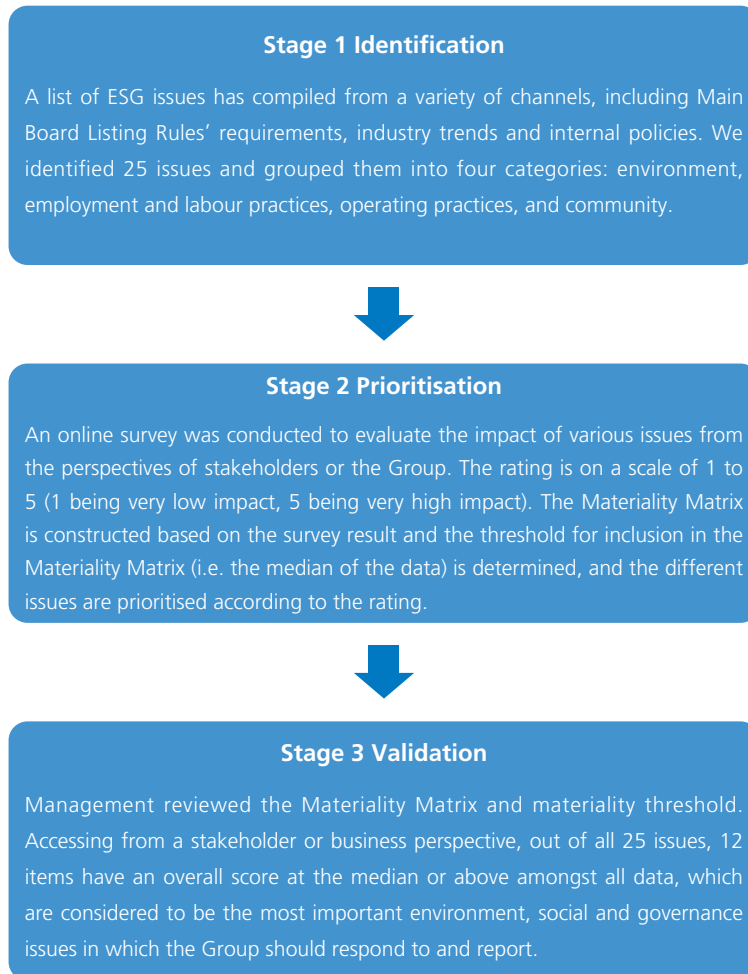 Stage 1 Identification
A list of ESG issues has compiled from a variety of channels, including Main
Board Listing Rules’ requirements, industry trends and internal policies. We
identified 25 issues and grouped them into four categories: environment,
employment and labour practices, operating practices, and community.
Stage 2 Prioritisation
An online survey was conducted to evaluate the impact of various issues from
the perspectives of stakeholders or the Group. The rating is on a scale of 1 to
5 (1 being very low impact, 5 being very high impact). The Materiality Matrix
is constructed based on the survey result and the threshold for inclusion in the
Materiality Matrix (i.e. the median of the data) is determined, and the different
issues are prioritised according to the rating.
Stage 3 Validation
Management reviewed the Materiality Matrix and materiality threshold.
Accessing from a stakeholder or business perspective, out of all 25 issues, 12
items have an overall score at the median or above amongst all data, which
are considered to be the most important environment, social and governance
issues in which the Group should respond to and report.